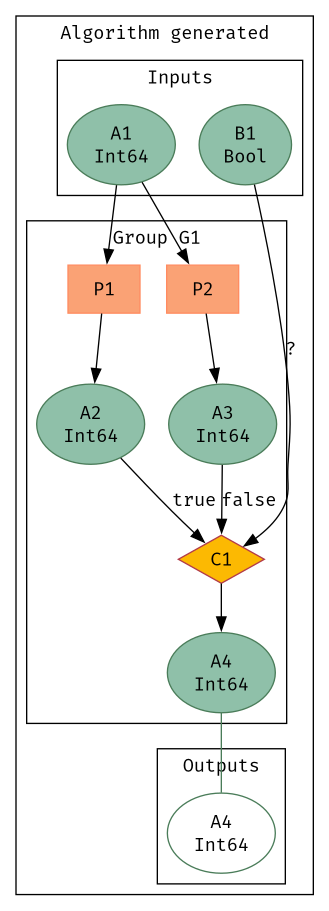 Algorithm generated
Inputs
A1
Int64
B1
Bool
Group G1
P1
P2
?
A2
Int64
A3
Int64
true
false
C1
A4
Int64
Outputs
A4
Int64